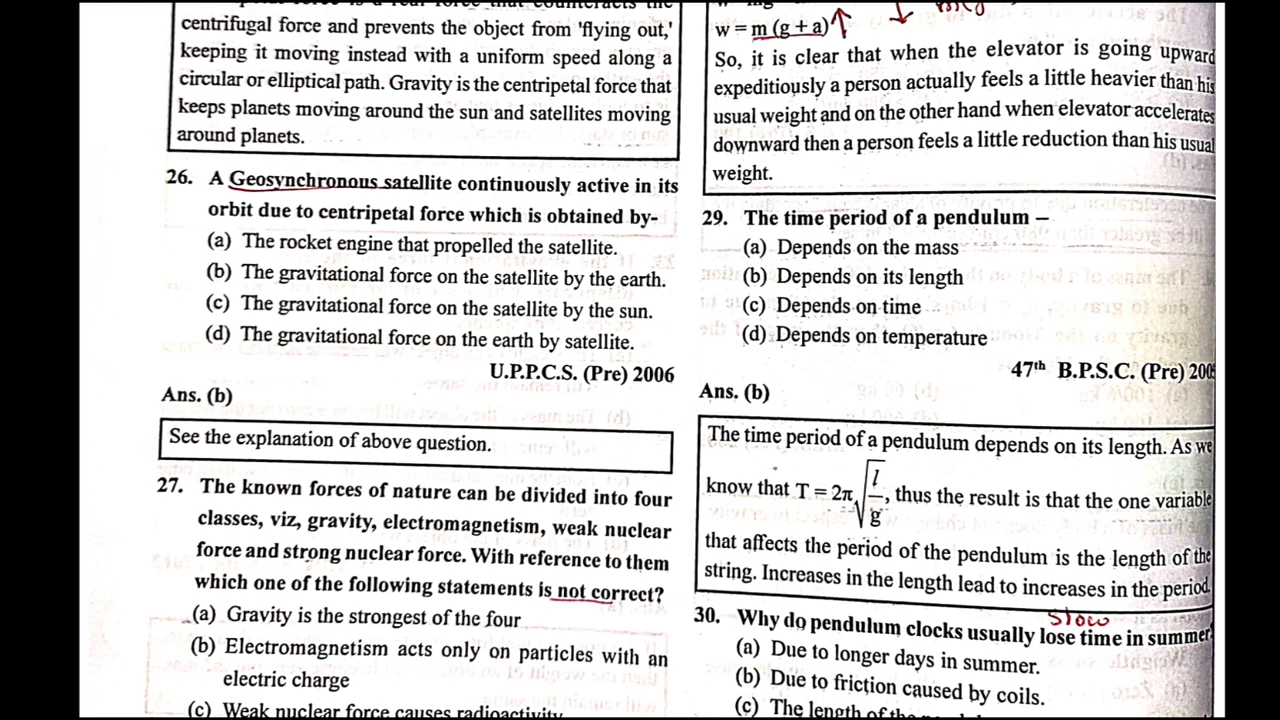 centrifugal force and prevents the object from 'flying out,'
keeping it moving instead with a uniform speed along a
circular or elliptical path. Gravity is the centripetal force that
keeps planets moving around the sun and satellites moving
around planets.
26. A Geosynchronous satellite continuously active in its
orbit due to centripetal force which is obtained by-
(a) The rocket engine that propelled the satellite.
(b) The gravitational force on the satellite by the earth.
(c) The gravitational force on the satellite by the sun.
(d) The gravitational force on the earth by satellite.
U.P.P.C.S. (Pre) 2006
Ans. (b)
See the explanation of above question.
27. The known forces of nature can be divided into four
classes, viz, gravity, electromagnetism, weak nuclear
force and strong nuclear force. With reference to them
which one of the following statements is not correct?
(a) Gravity is the strongest of the four
(b) Electromagnetism acts only on particles with an
electric charge
(c) Weak nuclear force causes radioactivity
w = m (g + a)
So, it is clear that when the elevator is going upward
expeditiously a person actually feels a little heavier than his
usual weight and on the other hand when elevator accelerates
downward then a person feels a little reduction than his usual
weight.
29. The time period of a pendulum –
(a) Depends on the mass
(b) Depends on its length
(c) Depends on time
(d) Depends on temperature
47th B.P.S.C. (Pre)
Ans. (b)
The time period of a pendulum depends on its length. As we
know that T = 2π√l/g, thus the result is that the one variable
that affects the period of the pendulum is the length of the
string. Increases in the length lead to increases in the period.
slow
30. Why do pendulum clocks usually lose time in summer
(a) Due to longer days in summer.
(b) Due to friction caused by coils.
(c) The length of the